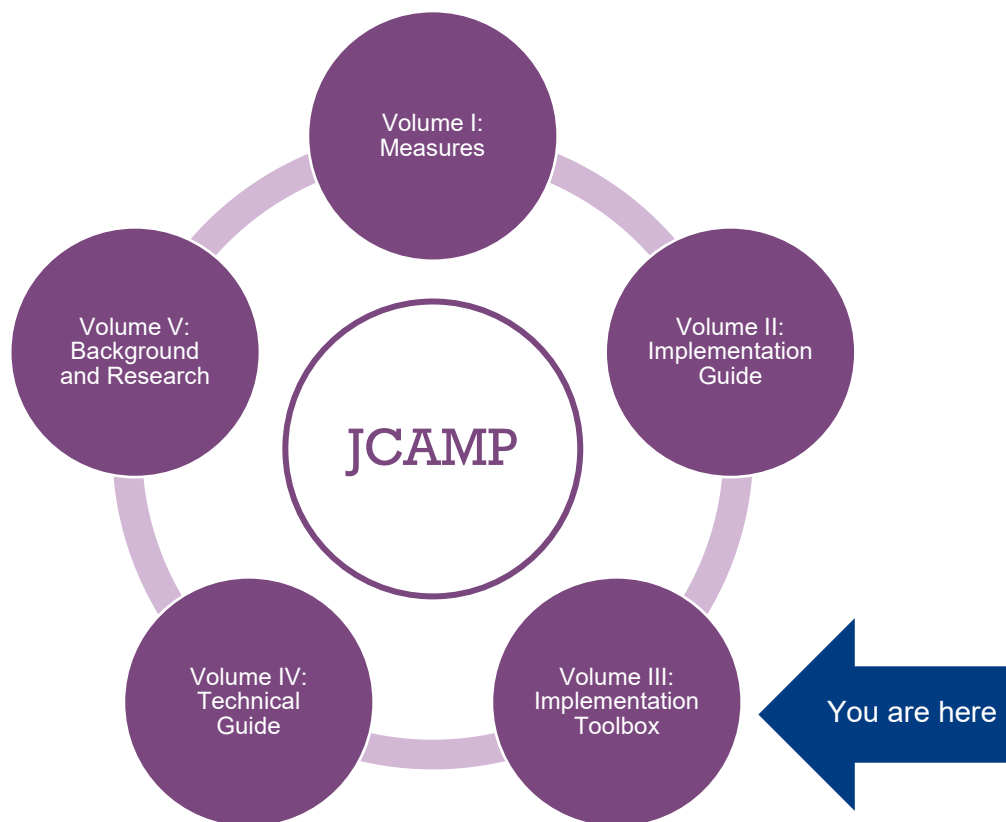 Volume I:
Measures
Volume V:
Background
and Research
Volume II:
Implementation
Guide
JCAMP
Volume IV:
Technical
Guide
Volume III:
Implementation
Toolbox
You are here